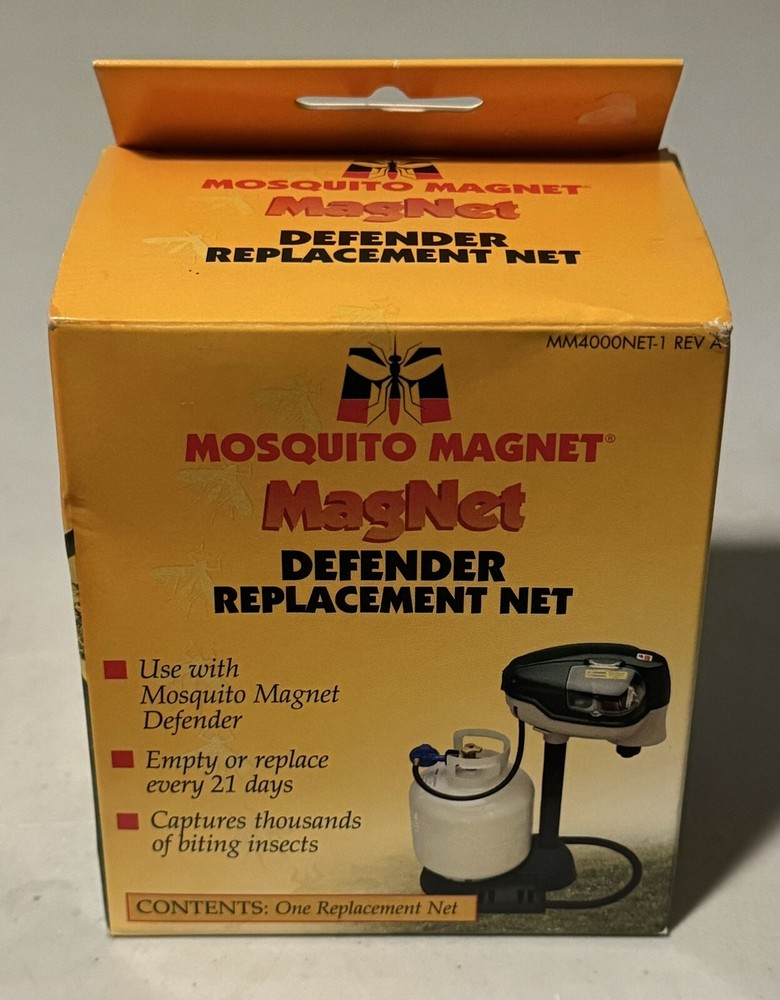 MOSQUITO MAGNET®
MagNet
DEFENDER
REPLACEMENT NET
MM4000NET-1 REV A
MOSQUITO MAGNET®
MagNet
DEFENDER
REPLACEMENT NET
Use with
Mosquito Magnet
Defender
Empty or replace
every 21 days
Captures thousands
of biting insects
CONTENTS: One Replacement Net